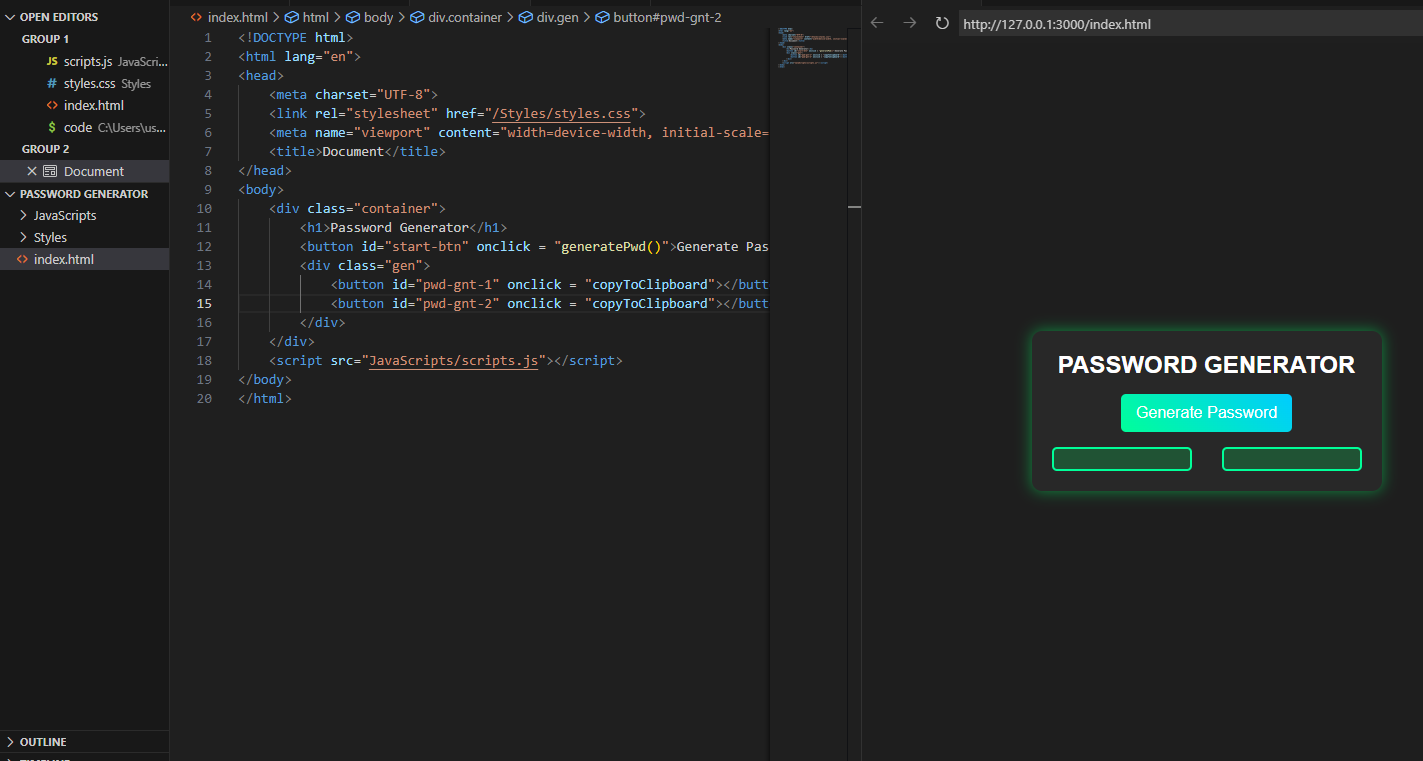 OPEN EDITORS
GROUP 1
JS scripts.js JavaScri...
# styles.css Styles
<> index.html
$ code C:\Users\us...
GROUP 2
Document
PASSWORD GENERATOR
JavaScripts
Styles
<> index.html
OUTLINE
<> index.html > html > body > div.container > div.gen > button#pwd-gnt-2
1 <!DOCTYPE html>
2 <html lang="en">
3 <head>
4 <meta charset="UTF-8">
5 <link rel="stylesheet" href="/Styles/styles.css">
6 <meta name="viewport" content="width=device-width, initial-scale=
7 <title>Document</title>
8 </head>
9 <body>
10 <div class="container">
11 <h1>Password Generator</h1>
12 <button id="start-btn" onclick = "generatePwd()">Generate Pas
13 <div class="gen">
14 <button id="pwd-gnt-1" onclick = "copyToClipboard"></butt
15 <button id="pwd-gnt-2" onclick = "copyToClipboard"></butt
16 </div>
17 </div>
18 <script src="JavaScripts/scripts.js"></script>
19 </body>
20 </html>
http://127.0.0.1:3000/index.html
PASSWORD GENERATOR
Generate Password